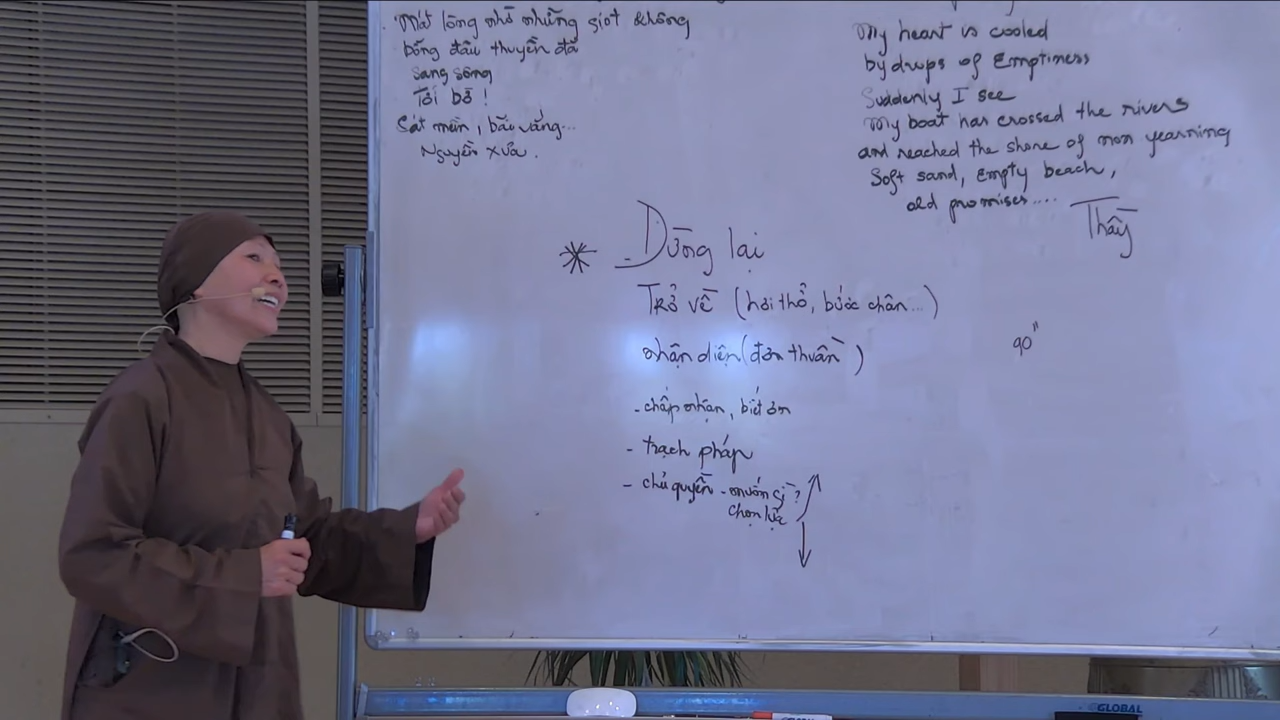 Mát lòng nhờ những giọt không
bỗng đâu thuyền đã
sang sông
Tới bờ !
Cát mềm, bãi vắng...
Nguyền xưa.
My heart is cooled
by drops of Emptiness
Suddenly I see
My boat has crossed the rivers
and reached the shore of non yearning
Soft sand, Empty beach,
old promises....
Thầy
Dừng lại
Trở về (hơi thở, bước chân...)
nhận diện (đơn thuần)
90"
- chấp nhận, biết ơn
- trạch pháp
- chủ quyền - muốn gì ?
chọn lựa
GLOBAL